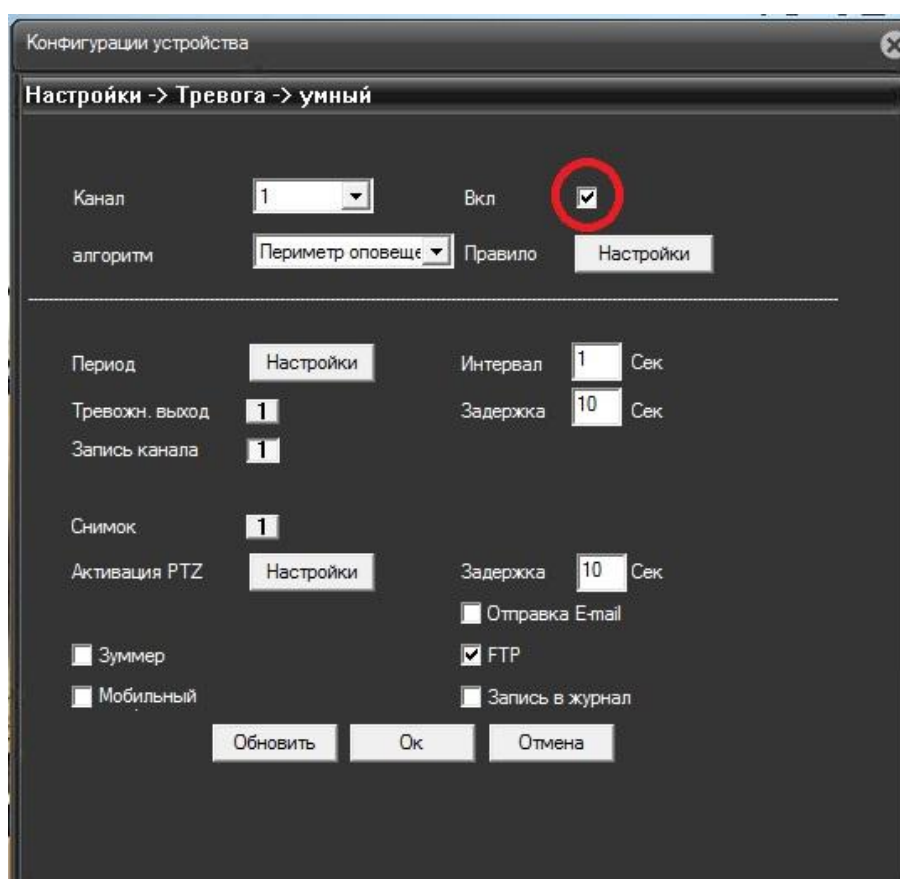 Конфигурации устройства
Настройки -> Тревога -> умный
Канал 1 Вкл
алгоритм Периметр оповеще Правило Настройки
Период Настройки Интервал 1 Сек
Тревожн. выход 1 Задержка 10 Сек
Запись канала 1
Снимок 1
Активация PTZ Настройки Задержка 10 Сек
Отправка E-mail
Зуммер FTP
Мобильный Запись в журнал
Обновить Ок Отмена